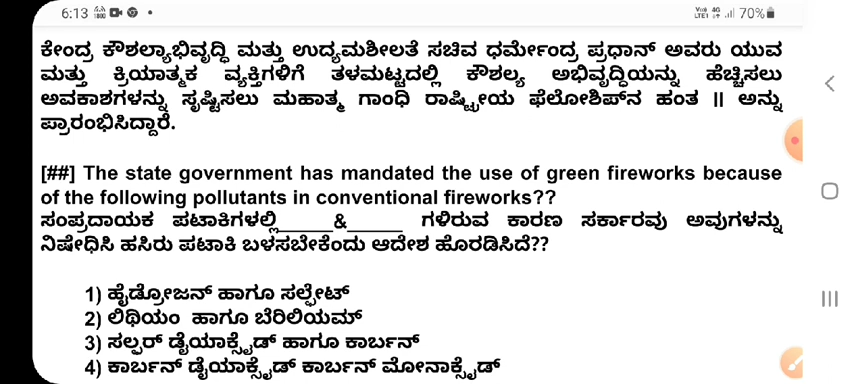 6:13
70%
ಕೇಂದ್ರ ಕೌಶಲ್ಯಾಭಿವೃದ್ಧಿ ಮತ್ತು ಉದ್ಯಮಶೀಲತೆ ಸಚಿವ ಧರ್ಮೇಂದ್ರ ಪ್ರಧಾನ್ ಅವರು ಯುವ
ಮತ್ತು ಕ್ರಿಯಾತ್ಮಕ ವ್ಯಕ್ತಿಗಳಿಗೆ ತಳಮಟ್ಟದಲ್ಲಿ ಕೌಶಲ್ಯ ಅಭಿವೃದ್ಧಿಯನ್ನು ಹೆಚ್ಚಿಸಲು
ಅವಕಾಶಗಳನ್ನು ಸೃಷ್ಟಿಸಲು ಮಹಾತ್ಮ ಗಾಂಧಿ ರಾಷ್ಟ್ರೀಯ ಫೆಲೋಶಿಪ್‌ನ ಹಂತ II ಅನ್ನು
ಪ್ರಾರಂಭಿಸಿದ್ದಾರೆ.
[##] The state government has mandated the use of green fireworks because
of the following pollutants in conventional fireworks??
ಸಂಪ್ರದಾಯಕ ಪಟಾಕಿಗಳಲ್ಲಿ_____&_____ ಗಳಿರುವ ಕಾರಣ ಸರ್ಕಾರವು ಅವುಗಳನ್ನು
ನಿಷೇಧಿಸಿ ಹಸಿರು ಪಟಾಕಿ ಬಳಸಬೇಕೆಂದು ಆದೇಶ ಹೊರಡಿಸಿದೆ??
1) ಹೈಡ್ರೋಜನ್ ಹಾಗೂ ಸಲ್ಫೇಟ್
2) ಲಿಥಿಯಂ ಹಾಗೂ ಬೆರಿಲಿಯಮ್
3) ಸಲ್ಫರ್ ಡೈಯಾಕ್ಸೈಡ್ ಹಾಗೂ ಕಾರ್ಬನ್
4) ಕಾರ್ಬನ್ ಡೈಯಾಕ್ಸೈಡ್ ಕಾರ್ಬನ್ ಮೋನಾಕ್ಸೈಡ್